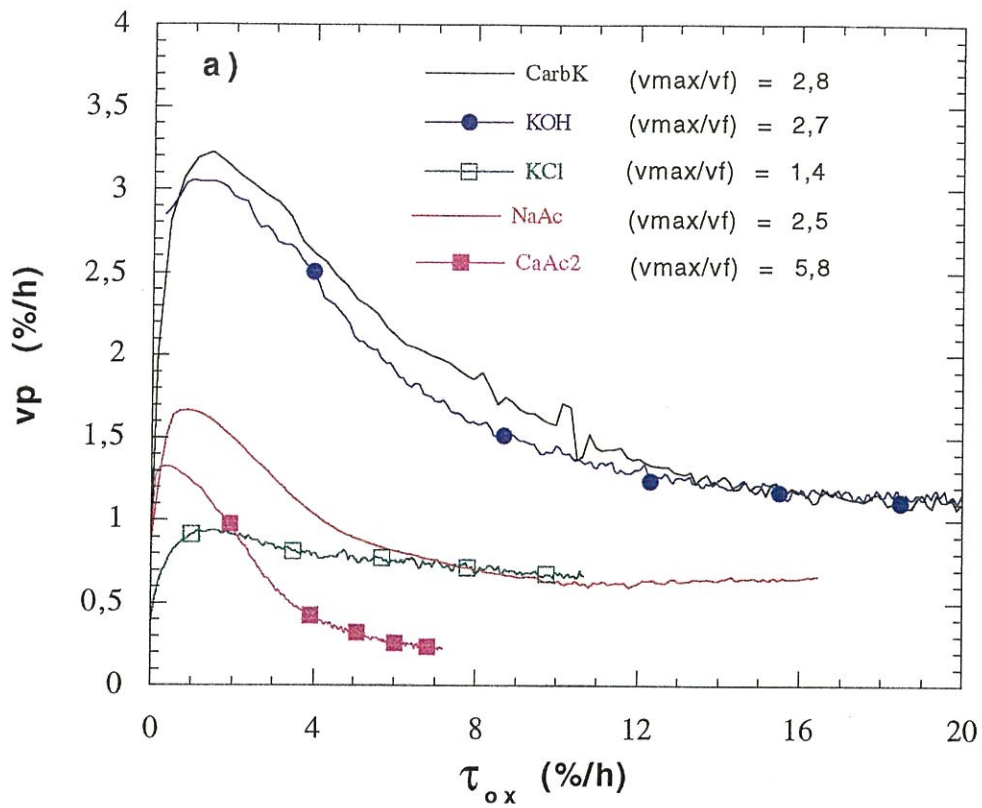 a)
CarbK (vmax/vf) = 2,8
KOH (vmax/vf) = 2,7
KCl (vmax/vf) = 1,4
NaAc (vmax/vf) = 2,5
CaAc2 (vmax/vf) = 5,8
vp (%/h)
4
3,5
3
2,5
2
1,5
1
0,5
0
0 4 8 12 16 20
τox (%/h)